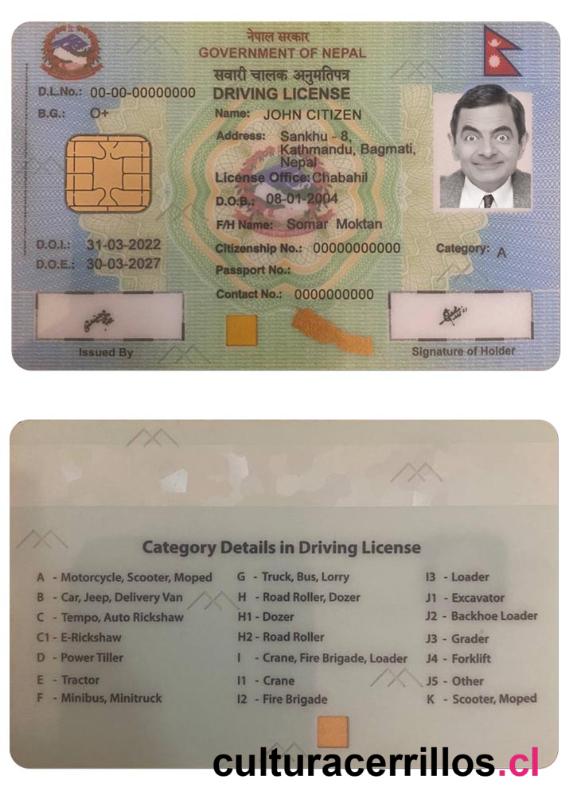 नेपाल सरकार
GOVERNMENT OF NEPAL
सवारी चालक अनुमतिपत्र
D.L.No.: 00-00-00000000 DRIVING LICENSE
B.G.: O+ Name: JOHN CITIZEN
Address: Sankhu - 8,
Kathmandu, Bagmati,
Nepal
License Office: Chabahil
D.O.B.: 08-01-2004
F/H Name: Somar Moktan
D.O.I.: 31-03-2022 Citizenship No.: 00000000000 Category: A
D.O.E.: 30-03-2027 Passport No.:
Contact No.: 0000000000
Issued By Signature of Holder
Category Details in Driving License
A - Motorcycle, Scooter, Moped G - Truck, Bus, Lorry I3 - Loader
B - Car, Jeep, Delivery Van H - Road Roller, Dozer J1 - Excavator
C - Tempo, Auto Rickshaw H1 - Dozer J2 - Backhoe Loader
C1 - E-Rickshaw H2 - Road Roller J3 - Grader
D - Power Tiller I - Crane, Fire Brigade, Loader J4 - Forklift
E - Tractor I1 - Crane J5 - Other
F - Minibus, Minitruck I2 - Fire Brigade K - Scooter, Moped
culturacerrillos.cl